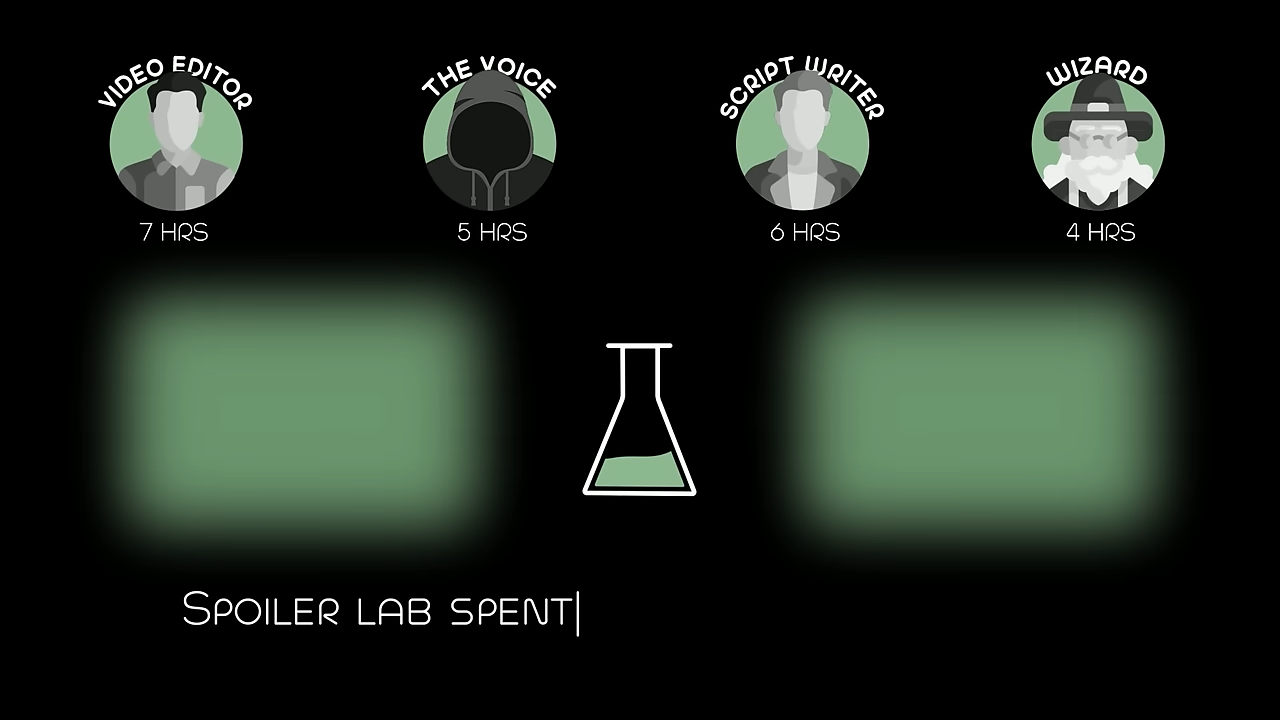 VIDEO EDITOR
THE VOICE
SCRIPT WRITER
WIZARD
7 HRS
5 HRS
6 HRS
4 HRS
SPOILER LAB SPENT